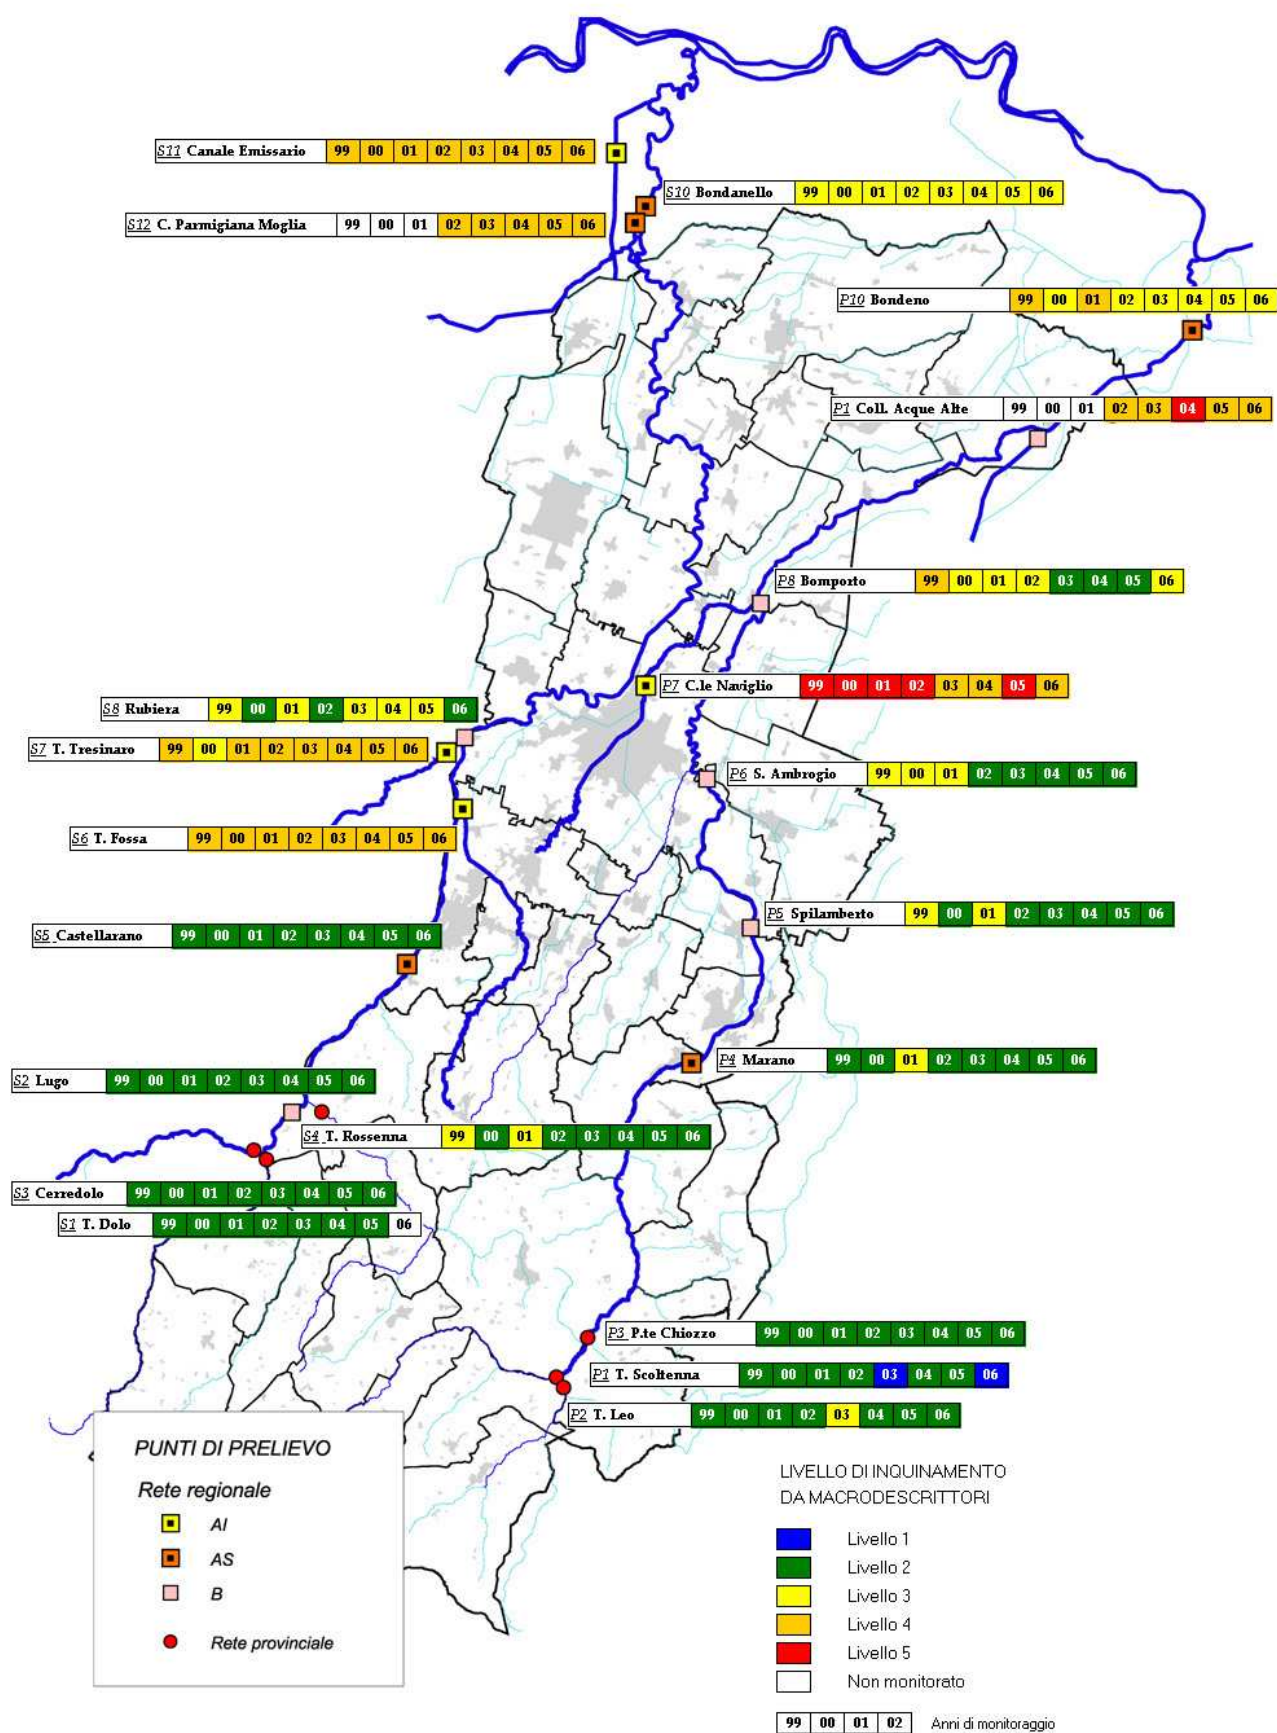 S11 Canale Emissario 99 00 01 02 03 04 05 06
S10 Bondanello 99 00 01 02 03 04 05 06
S12 C. Parmigiana Moglia 99 00 01 02 03 04 05 06
P10 Bondeno 99 00 01 02 03 04 05 06
P1 Coll. Acque Alte 99 00 01 02 03 04 05 06
P8 Bomporto 99 00 01 02 03 04 05 06
P7 C.le Naviglio 99 00 01 02 03 04 05 06
S8 Rubiera 99 00 01 02 03 04 05 06
S7 T. Tresinaro 99 00 01 02 03 04 05 06
P6 S. Ambrogio 99 00 01 02 03 04 05 06
S6 T. Fossa 99 00 01 02 03 04 05 06
P5 Spilamberto 99 00 01 02 03 04 05 06
S5 Castellarano 99 00 01 02 03 04 05 06
P4 Marano 99 00 01 02 03 04 05 06
S2 Lugo 99 00 01 02 03 04 05 06
S4 T. Rossenna 99 00 01 02 03 04 05 06
S3 Cerredolo 99 00 01 02 03 04 05 06
S1 T. Dolo 99 00 01 02 03 04 05 06
P3 P.te Chiozzo 99 00 01 02 03 04 05 06
P1 T. Scoltenna 99 00 01 02 03 04 05 06
P2 T. Leo 99 00 01 02 03 04 05 06
PUNTI DI PRELIEVO
Rete regionale
AI
AS
B
Rete provinciale
LIVELLO DI INQUINAMENTO
DA MACRODESCRITTORI
Livello 1
Livello 2
Livello 3
Livello 4
Livello 5
Non monitorato
99 00 01 02 Anni di monitoraggio